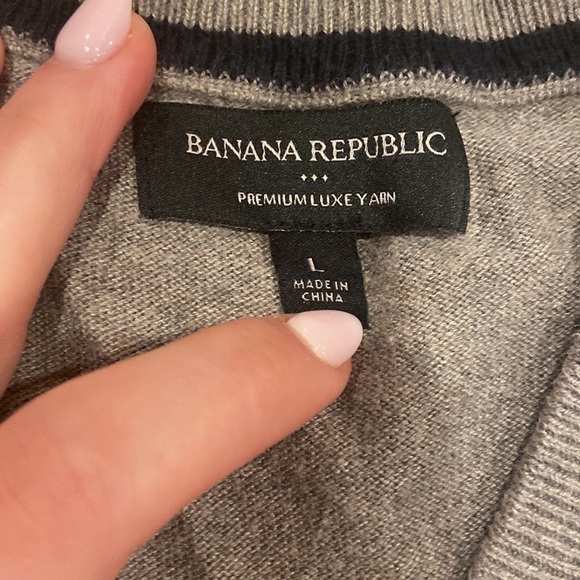 BANANA REPUBLIC
PREMIUM LUXE YARN
L
MADE IN
CHINA